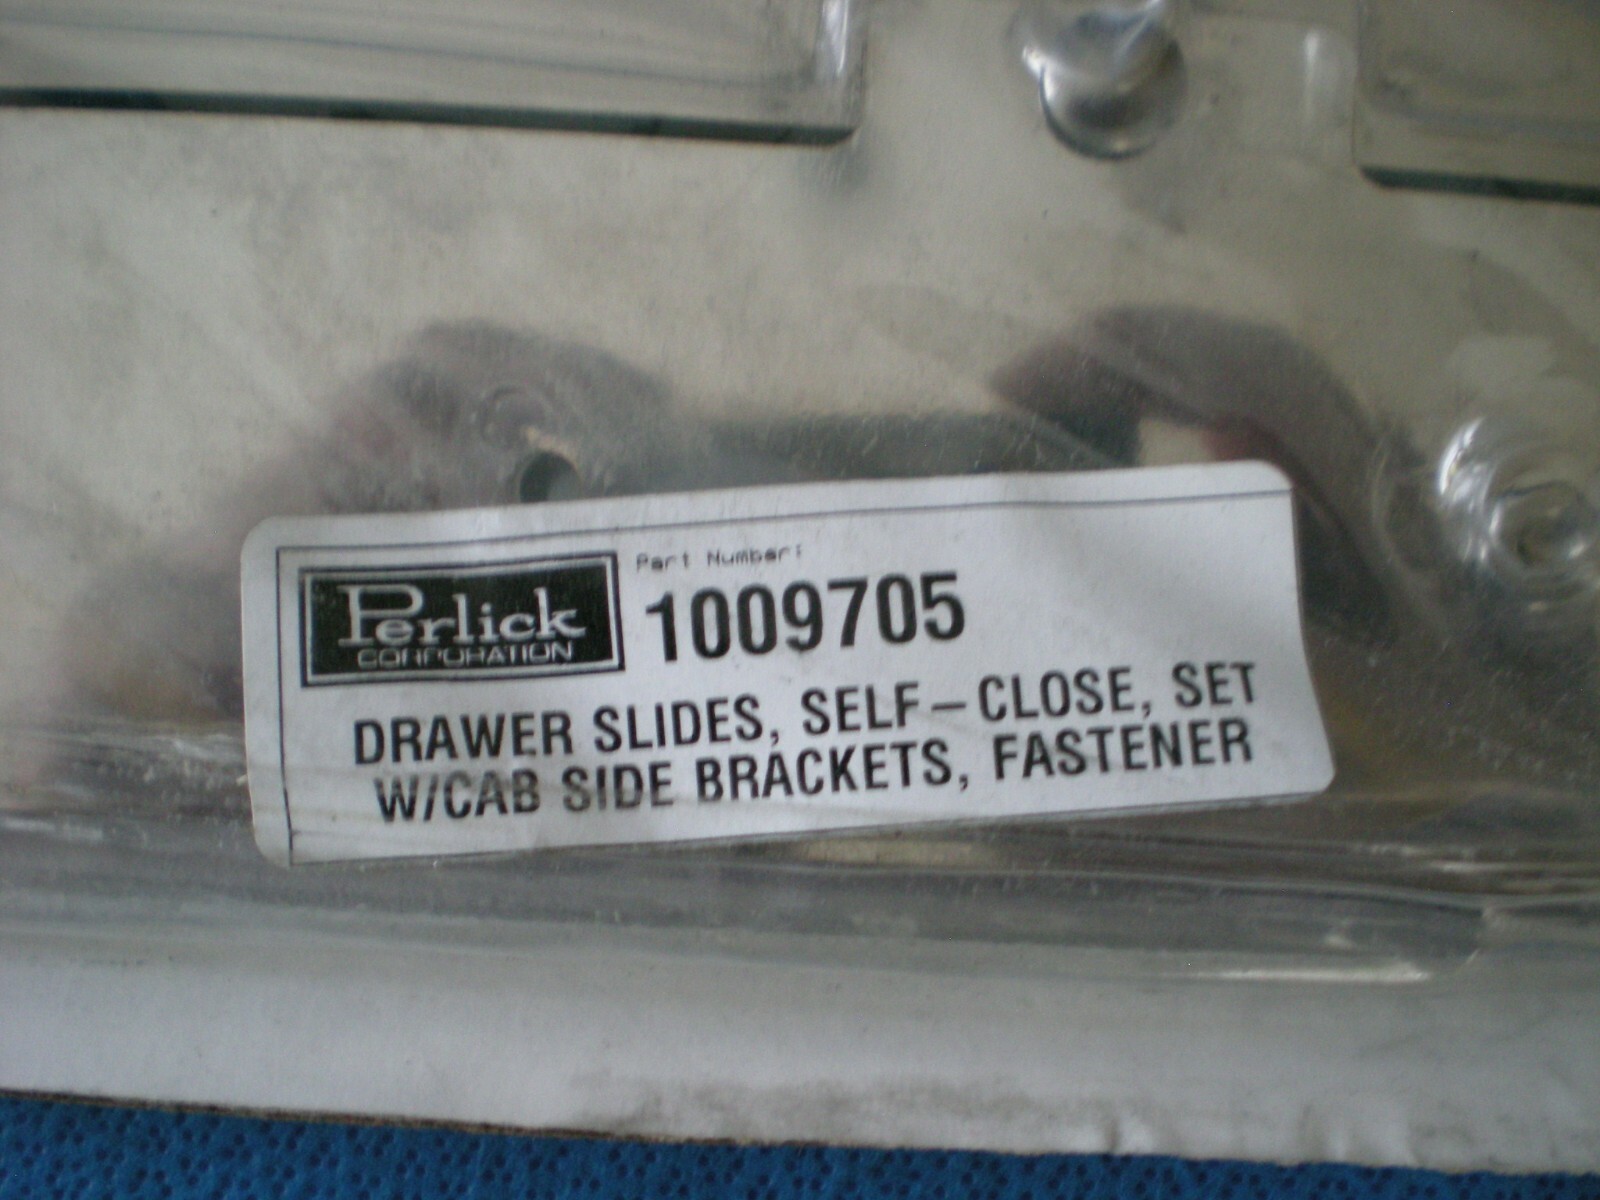 Perlick
CORPORATION
Part Number:
1009705
DRAWER SLIDES, SELF-CLOSE, SET
W/CAB SIDE BRACKETS, FASTENER